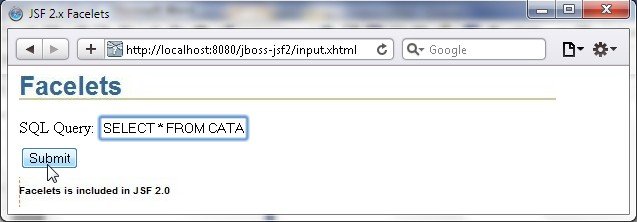 JSF 2.x Facelets
http://localhost:8080/jboss-jsf2/input.xhtml
Google
Facelets
SQL Query: SELECT * FROM CATA
Submit
Facelets is included in JSF 2.0